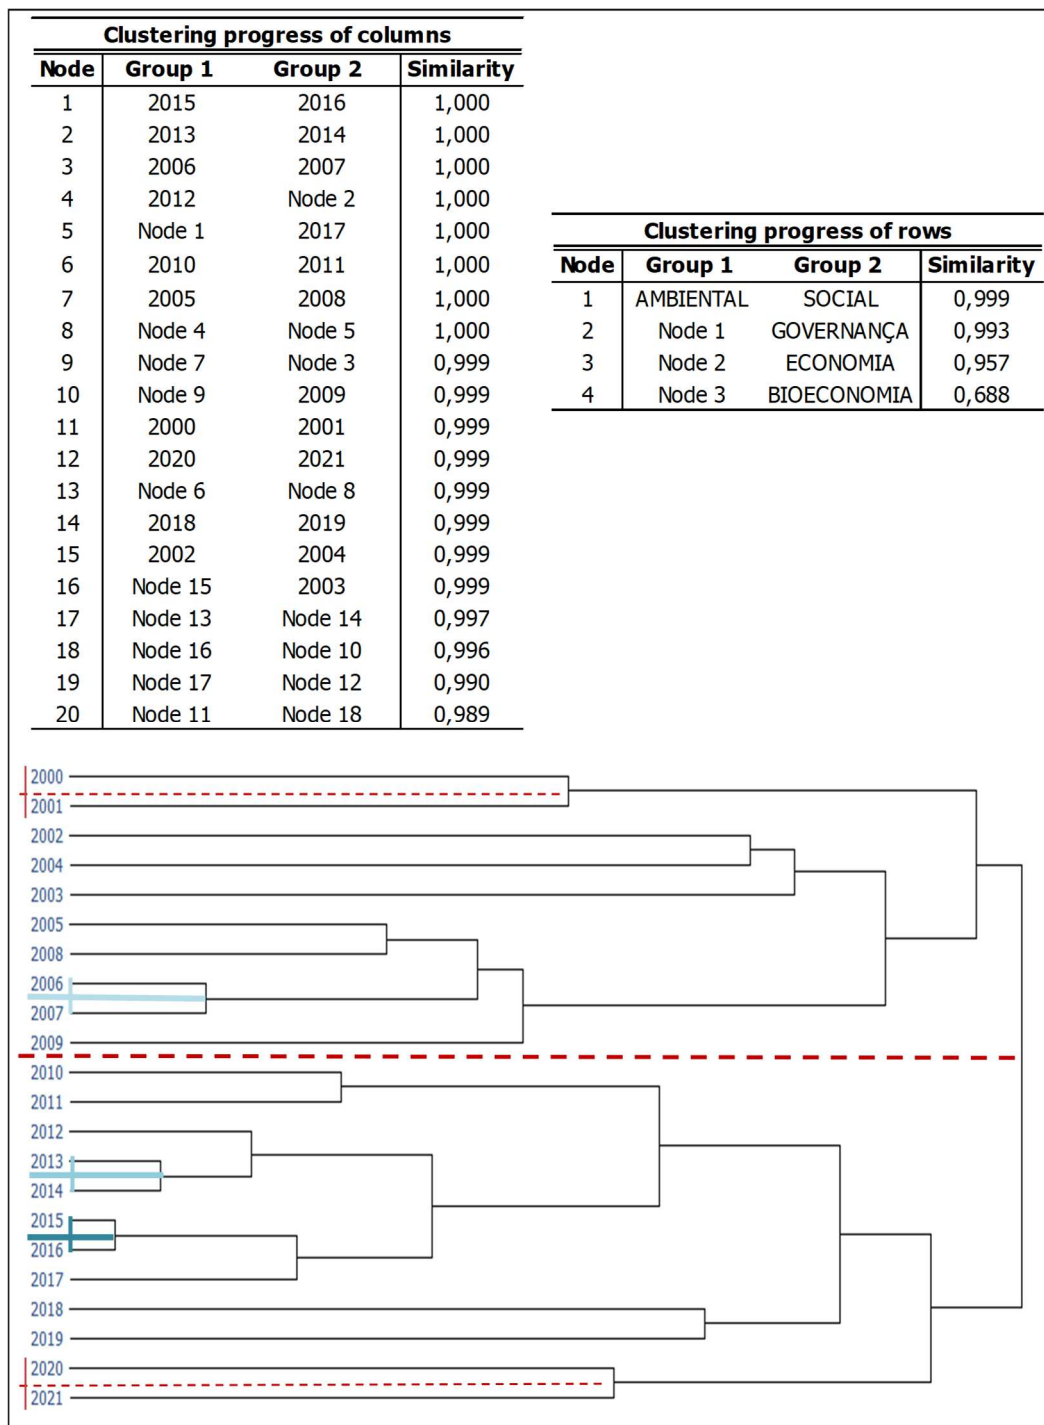 Clustering progress of columns
Node Group 1 Group 2 Similarity
1 2015 2016 1,000
2 2013 2014 1,000
3 2006 2007 1,000
4 2012 Node 2 1,000
5 Node 1 2017 1,000
6 2010 2011 1,000
7 2005 2008 1,000
8 Node 4 Node 5 1,000
9 Node 7 Node 3 0,999
10 Node 9 2009 0,999
11 2000 2001 0,999
12 2020 2021 0,999
13 Node 6 Node 8 0,999
14 2018 2019 0,999
15 2002 2004 0,999
16 Node 15 2003 0,999
17 Node 13 Node 14 0,997
18 Node 16 Node 10 0,996
19 Node 17 Node 12 0,990
20 Node 11 Node 18 0,989
Clustering progress of rows
Node Group 1 Group 2 Similarity
1 AMBIENTAL SOCIAL 0,999
2 Node 1 GOVERNANÇA 0,993
3 Node 2 ECONOMIA 0,957
4 Node 3 BIOECONOMIA 0,688
2000
2001
2002
2004
2003
2005
2008
2006
2007
2009
2010
2011
2012
2013
2014
2015
2016
2017
2018
2019
2020
2021